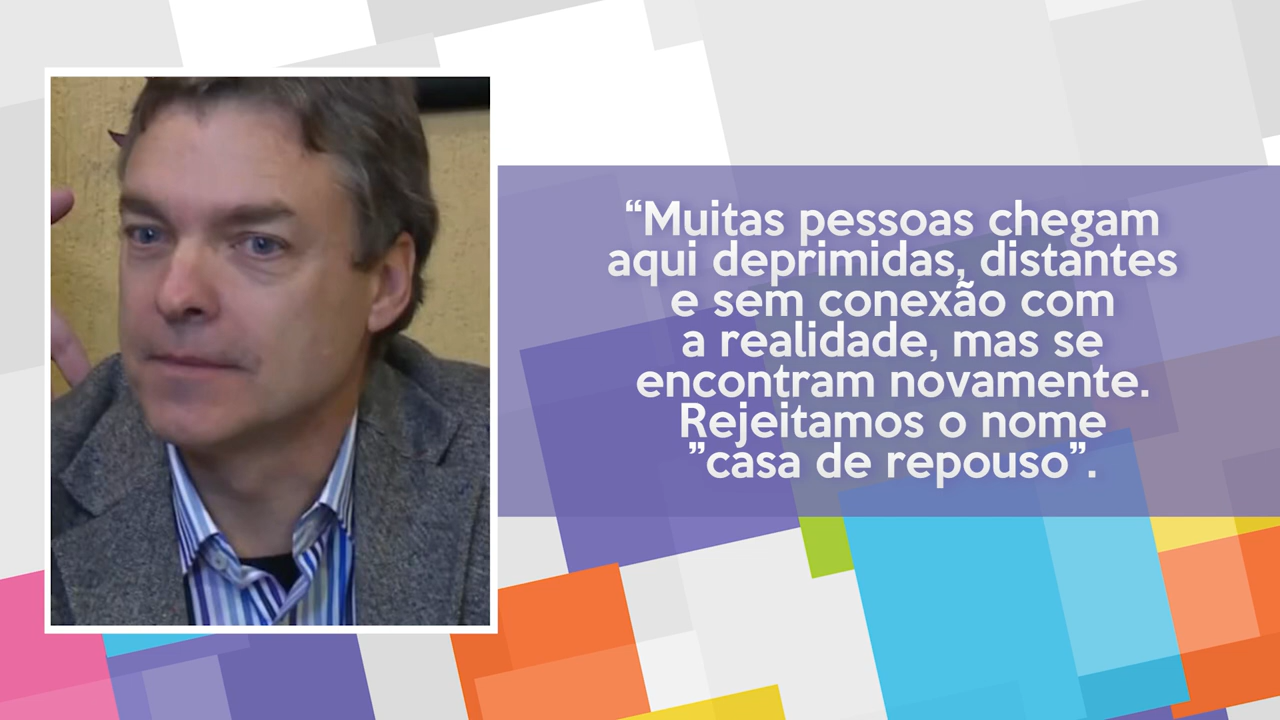 “Muitas pessoas chegam
aqui deprimidas, distantes
e sem conexão com
a realidade, mas se
encontram novamente.
Rejeitamos o nome
”casa de repouso”.